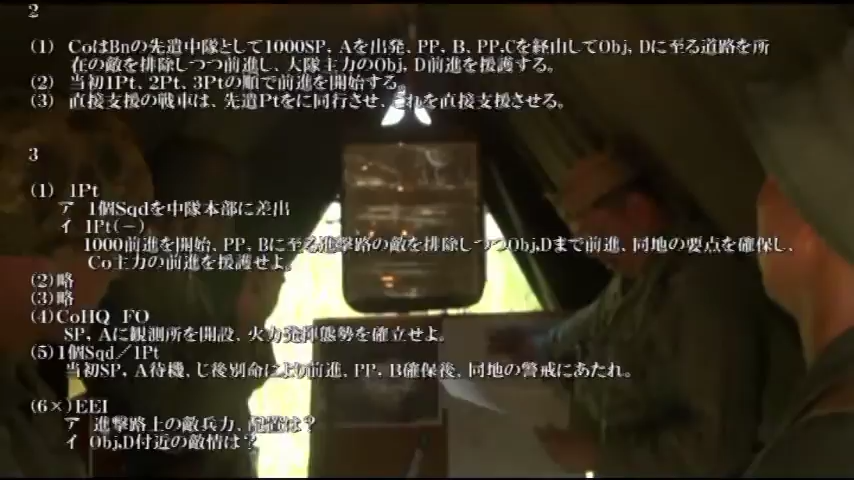 2
(1) CoはBnの先遣中隊として1000SP, Aを出発、PP, B、PP,Cを経由してObj, Dに至る道路を所
在の敵を排除しつつ前進し、大隊主力のObj, D前進を援護する。
(2) 当初1Pt、2Pt、3Ptの順で前進を開始する。
(3) 直接支援の戦車は、先遣Ptをに同行させ、これを直接支援させる。
3
(1) 1Pt
ア 1個Sqdを中隊本部に差出
イ 1Pt(-)
1000前進を開始、PP, Bに至る進撃路の敵を排除しつつObj,Dまで前進、同地の要点を確保し、
Co主力の前進を援護せよ。
(2)略
(3)略
(4)CoHQ FO
SP, Aに観測所を開設、火力発揮態勢を確立せよ。
(5)1個Sqd/1Pt
当初SP, A待機、じ後別命により前進、PP, B確保後、同地の警戒にあたれ。
(6×)EEI
ア 進撃路上の敵兵力、配置は?
イ Obj,D付近の敵情は?